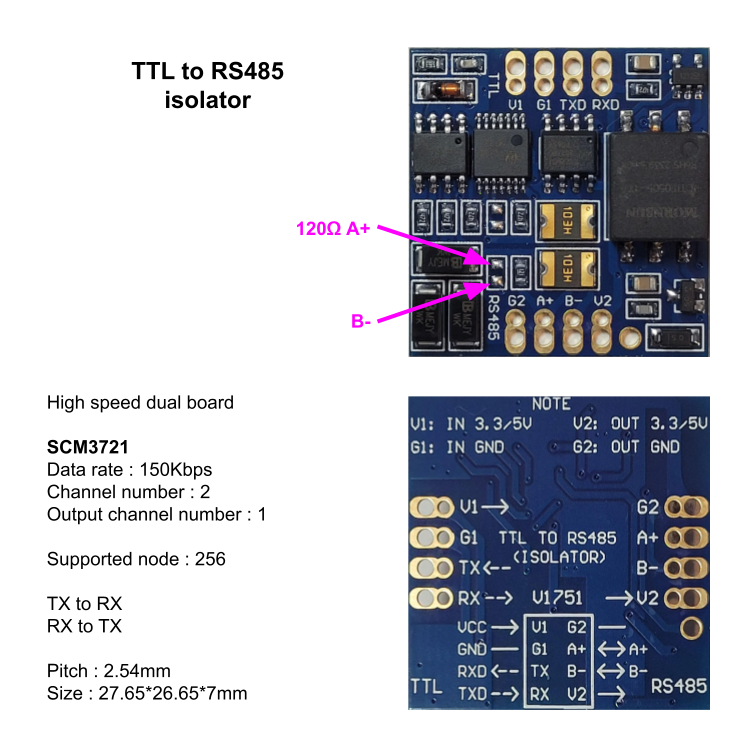 TTL to RS485
isolator
TTL
V1 G1 TXD RXD
MORNSUN
103H
120Ω A+
H3D1
B-
RS485
G2 A+ B- V2
High speed dual board
SCM3721
Data rate : 150Kbps
Channel number : 2
Output channel number : 1
Supported node : 256
TX to RX
RX to TX
Pitch : 2.54mm
Size : 27.65*26.65*7mm
NOTE
V1: IN 3.3/5V V2: OUT 3.3/5V
G1: IN GND G2: OUT GND
V1 G2
G1 TTL TO RS485 A+
TX (ISOLATOR) B-
RX V1751 V2
VCC V1 G2
GND G1 A+ A+
RXD TX B- B-
TTL TXD RX V2 RS485